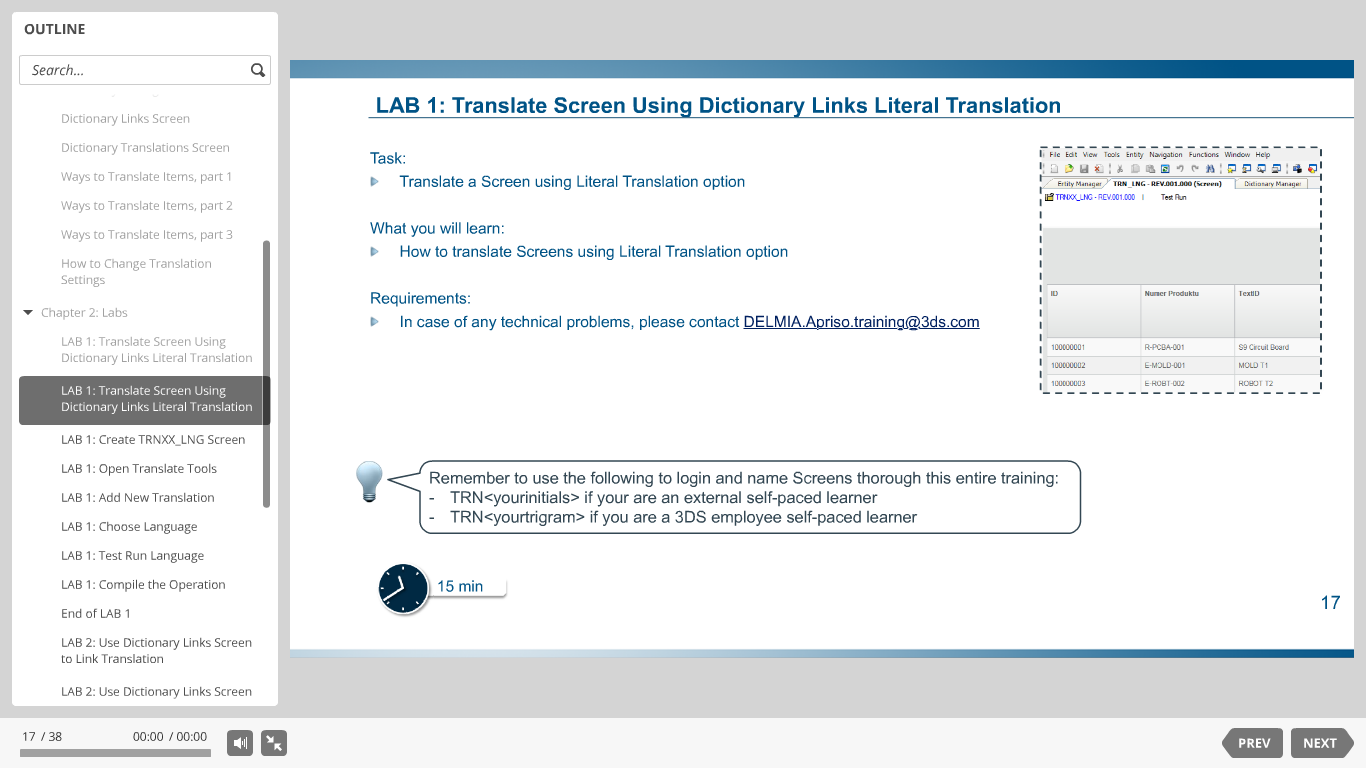 OUTLINE
Search...
Dictionary Links Screen
Dictionary Translations Screen
Ways to Translate Items, part 1
Ways to Translate Items, part 2
Ways to Translate Items, part 3
How to Change Translation
Settings
Chapter 2: Labs
LAB 1: Translate Screen Using
Dictionary Links Literal Translation
LAB 1: Translate Screen Using
Dictionary Links Literal Translation
LAB 1: Create TRNXX_LNG Screen
LAB 1: Open Translate Tools
LAB 1: Add New Translation
LAB 1: Choose Language
LAB 1: Test Run Language
LAB 1: Compile the Operation
End of LAB 1
LAB 2: Use Dictionary Links Screen
to Link Translation
LAB 2: Use Dictionary Links Screen
LAB 1: Translate Screen Using Dictionary Links Literal Translation
Task:
Translate a Screen using Literal Translation option
What you will learn:
How to translate Screens using Literal Translation option
Requirements:
In case of any technical problems, please contact DELMIA.Apriso.training@3ds.com
File Edit View Tools Entity Navigation Functions Window Help
Entity Manager TRN_LNG - REV.001.000 (Screen) Dictionary Manager
TRNXX_LNG - REV.001.000 | Test Run
ID Numer Produktu TextID
100000001 R-PCBA-001 S9 Circuit Board
100000002 E-MOLD-001 MOLD T1
100000003 E-ROBT-002 ROBOT T2
Remember to use the following to login and name Screens thorough this entire training:
- TRN<yourinitials> if your are an external self-paced learner
- TRN<yourtrigram> if you are a 3DS employee self-paced learner
15 min
17
17 / 38 00:00 / 00:00
PREV NEXT